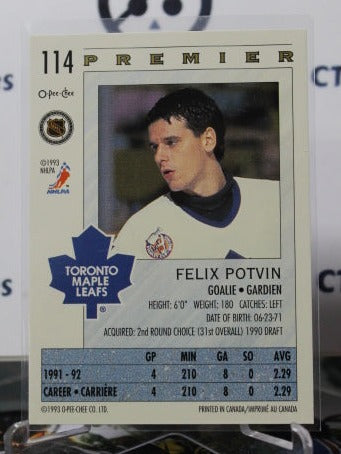 114 PREMIER
O-PEE-CHEE
©1993
NHLPA
NHLPA
TORONTO
MAPLE
LEAFS
®
FELIX POTVIN
GOALIE • GARDIEN
HEIGHT: 6'0" WEIGHT: 180 CATCHES: LEFT
DATE OF BIRTH: 06-23-71
ACQUIRED: 2nd ROUND CHOICE (31st OVERALL) 1990 DRAFT
GP MIN GA SO AVG
1991 - 92 4 210 8 0 2.29
CAREER • CARRIÈRE 4 210 8 0 2.29
©1993 O-PEE-CHEE CO. LTD. PRINTED IN CANADA/IMPRIMÉ AU CANADA